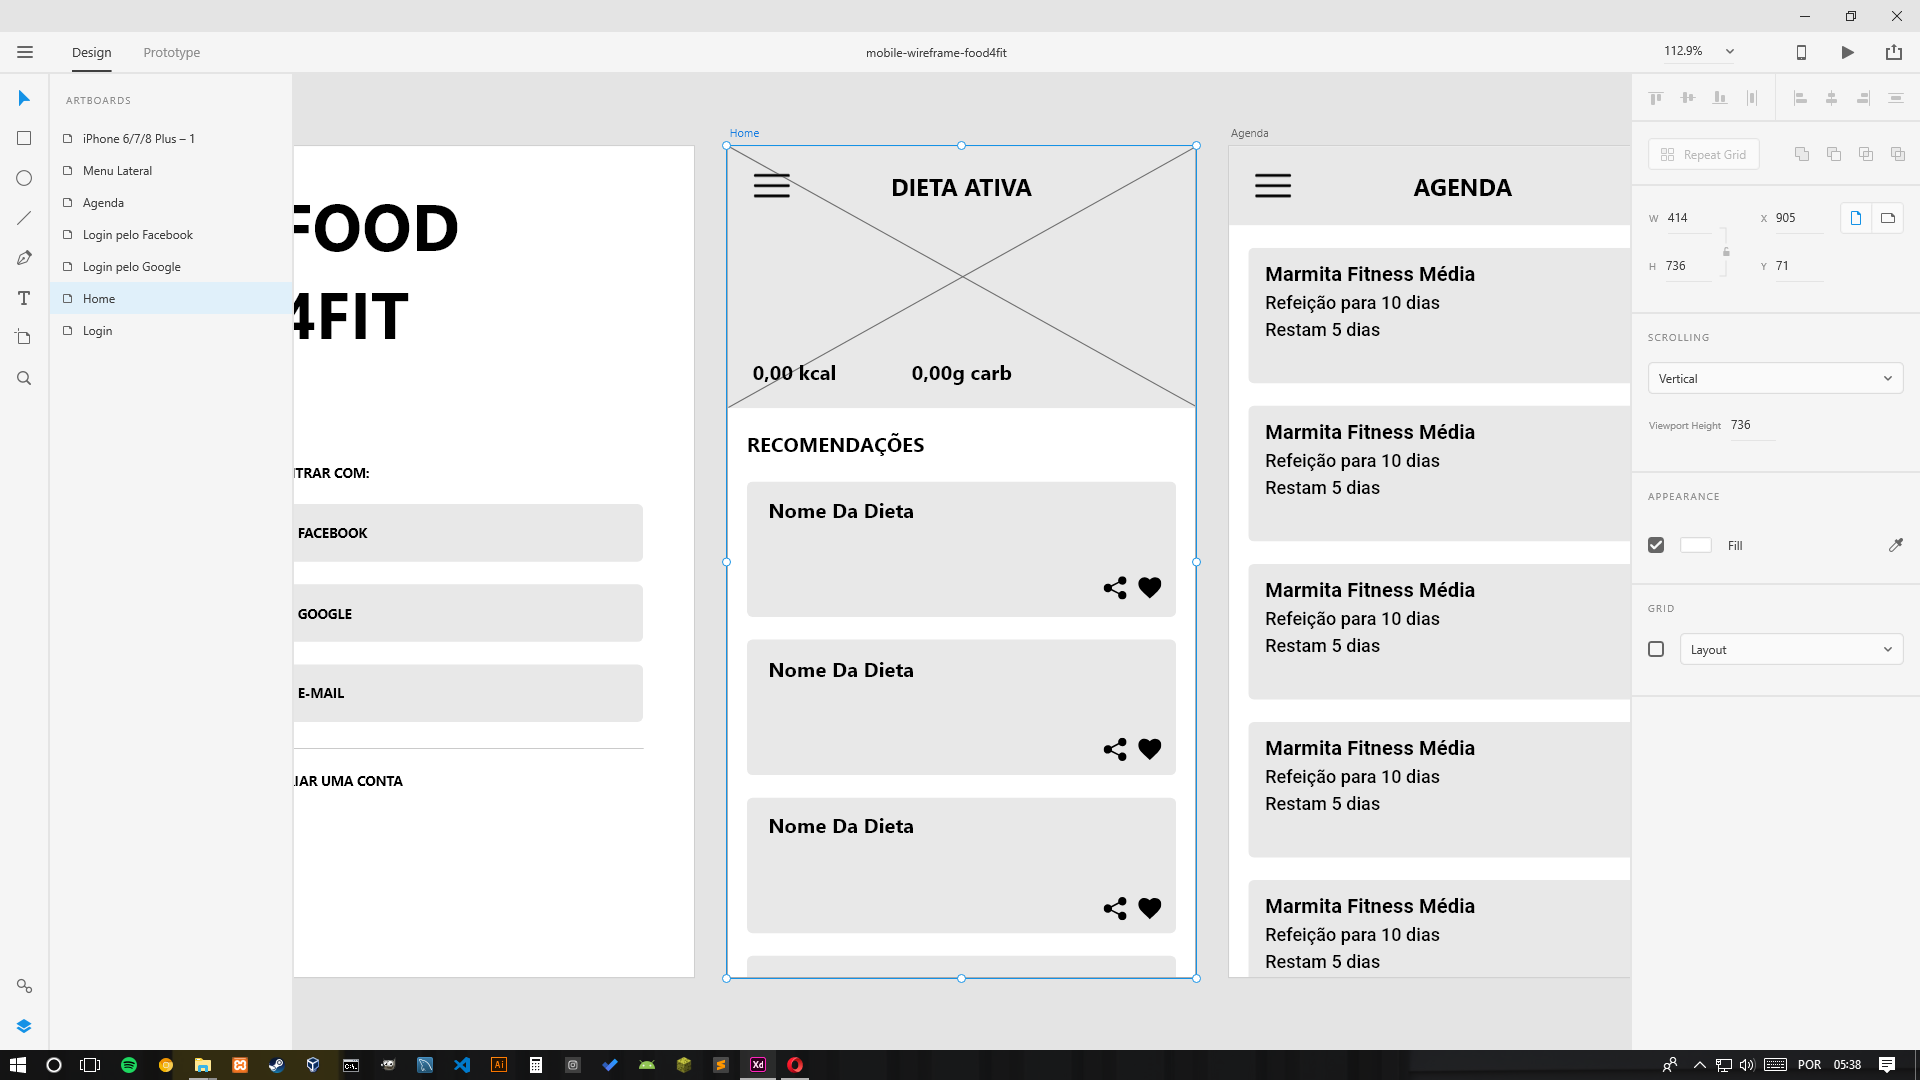 Design
Prototype
mobile-wireframe-food4fit
112.9%
ARTBOARDS
iPhone 6/7/8 Plus – 1
Menu Lateral
Agenda
Login pelo Facebook
Login pelo Google
Home
Login
FOOD
4FIT
TRAR COM:
FACEBOOK
GOOGLE
E-MAIL
IAR UMA CONTA
Home
DIETA ATIVA
0,00 kcal
0,00g carb
RECOMENDAÇÕES
Nome Da Dieta
Nome Da Dieta
Nome Da Dieta
Agenda
AGENDA
Marmita Fitness Média
Refeição para 10 dias
Restam 5 dias
Marmita Fitness Média
Refeição para 10 dias
Restam 5 dias
Marmita Fitness Média
Refeição para 10 dias
Restam 5 dias
Marmita Fitness Média
Refeição para 10 dias
Restam 5 dias
Marmita Fitness Média
Refeição para 10 dias
Restam 5 dias
Repeat Grid
W 414
X 905
H 736
Y 71
SCROLLING
Vertical
Viewport Height 736
APPEARANCE
Fill
GRID
Layout
C:\.
Ai
Xd
POR
05:38